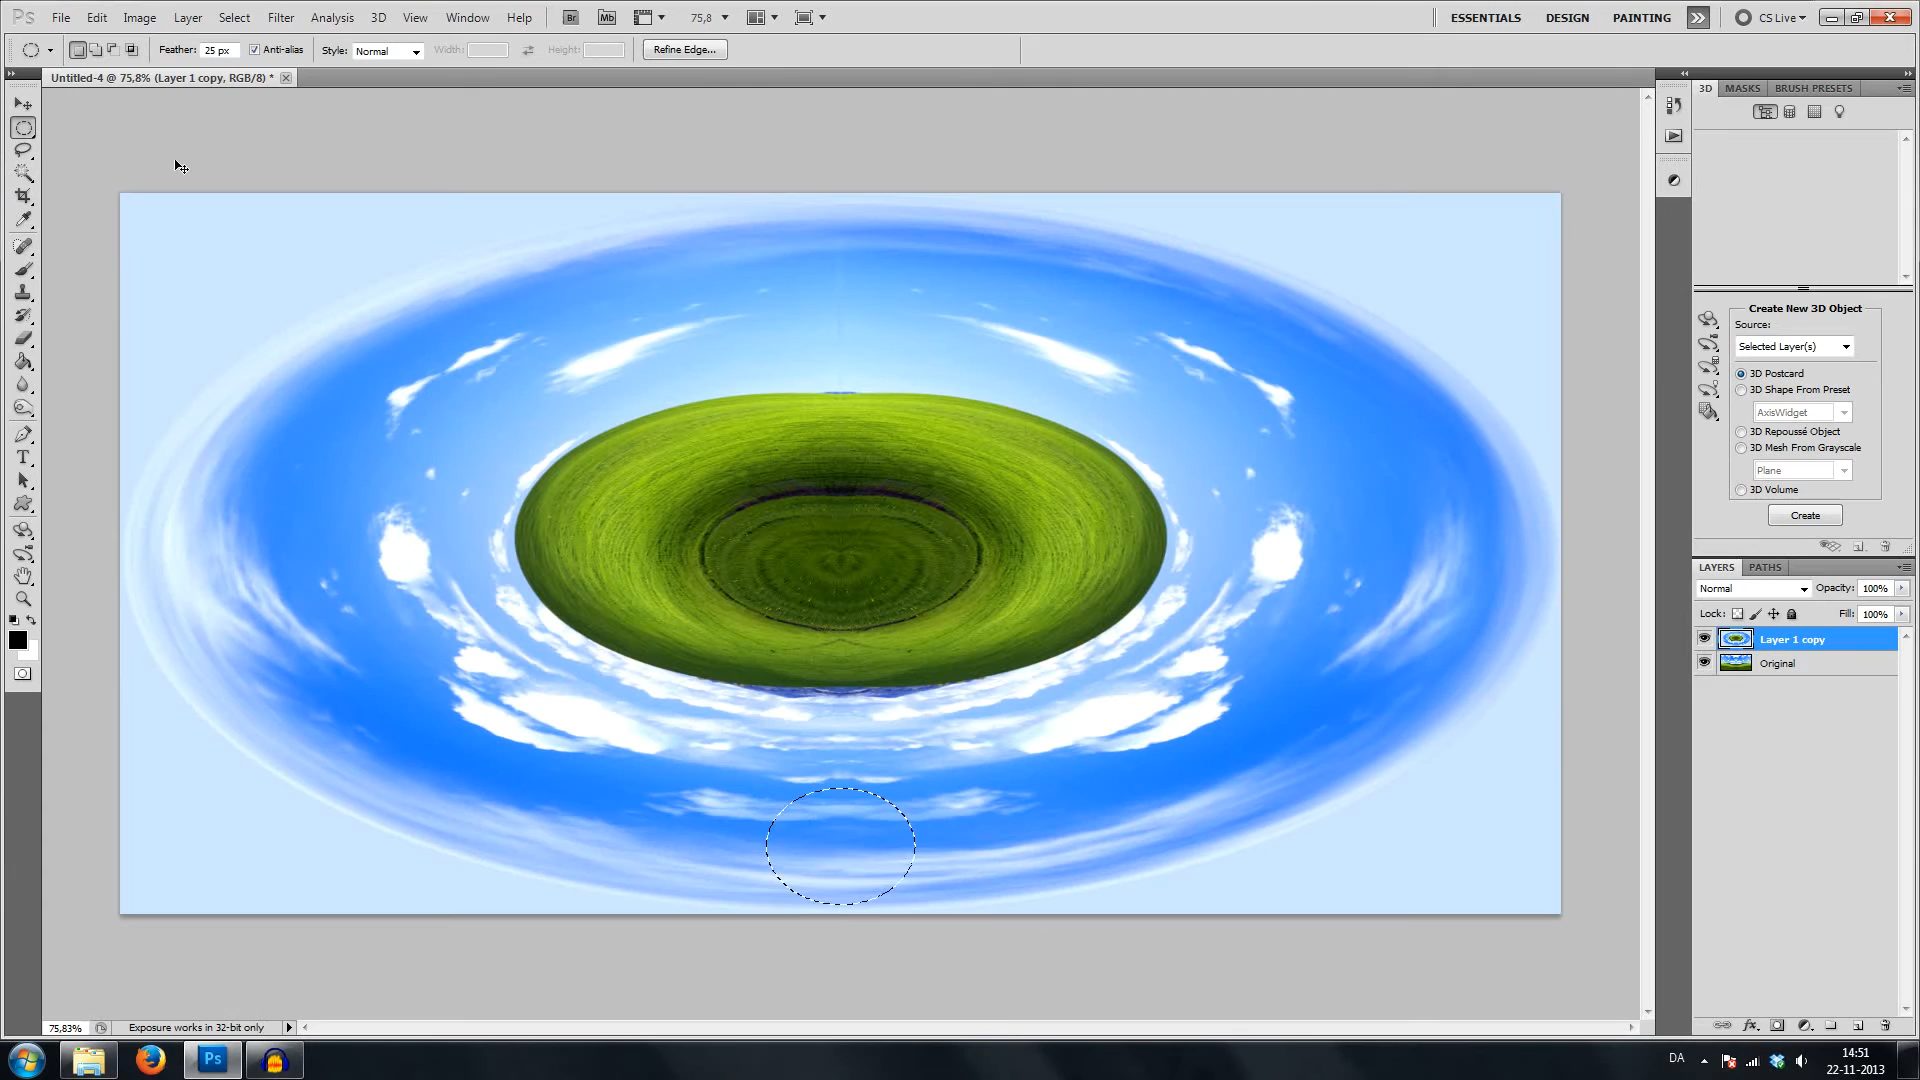 Ps File Edit Image Layer Select Filter Analysis 3D View Window Help Br Mb 75,8 ESSENTIALS DESIGN PAINTING CS Live
Feather: 25 px Anti-alias Style: Normal Width: Height: Refine Edge...
Untitled-4 @ 75,8% (Layer 1 copy, RGB/8) *
3D MASKS BRUSH PRESETS
Create New 3D Object
Source:
Selected Layer(s)
3D Postcard
3D Shape From Preset
AxisWidget
3D Repoussé Object
3D Mesh From Grayscale
Plane
3D Volume
Create
LAYERS PATHS
Normal Opacity: 100%
Lock: Fill: 100%
Layer 1 copy
Original
75,83% Exposure works in 32-bit only
Ps DA 14:51
22-11-2013